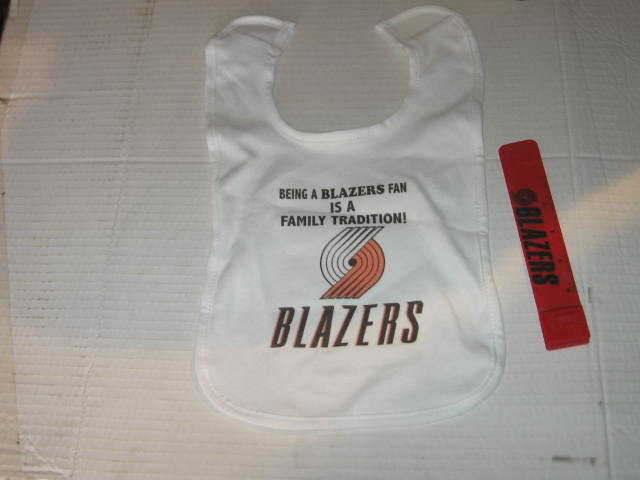 BEING A BLAZERS FAN
IS A
FAMILY TRADITION!
BLAZERS
BLAZERS